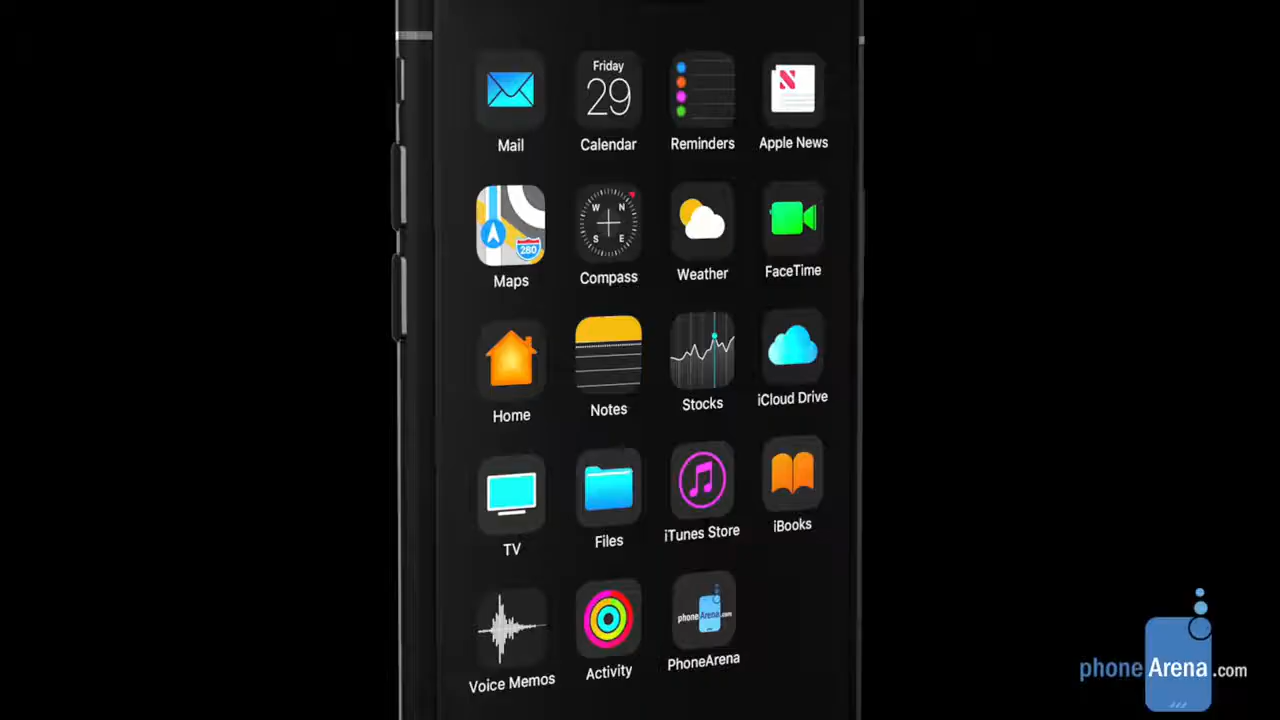 Friday
29
Mail
Calendar
Reminders
Apple News
W N
S E
280
Maps
Compass
Weather
FaceTime
Home
Notes
Stocks
iCloud Drive
TV
Files
iTunes Store
iBooks
phoneArena.com
Voice Memos
Activity
PhoneArena
phoneArena.com